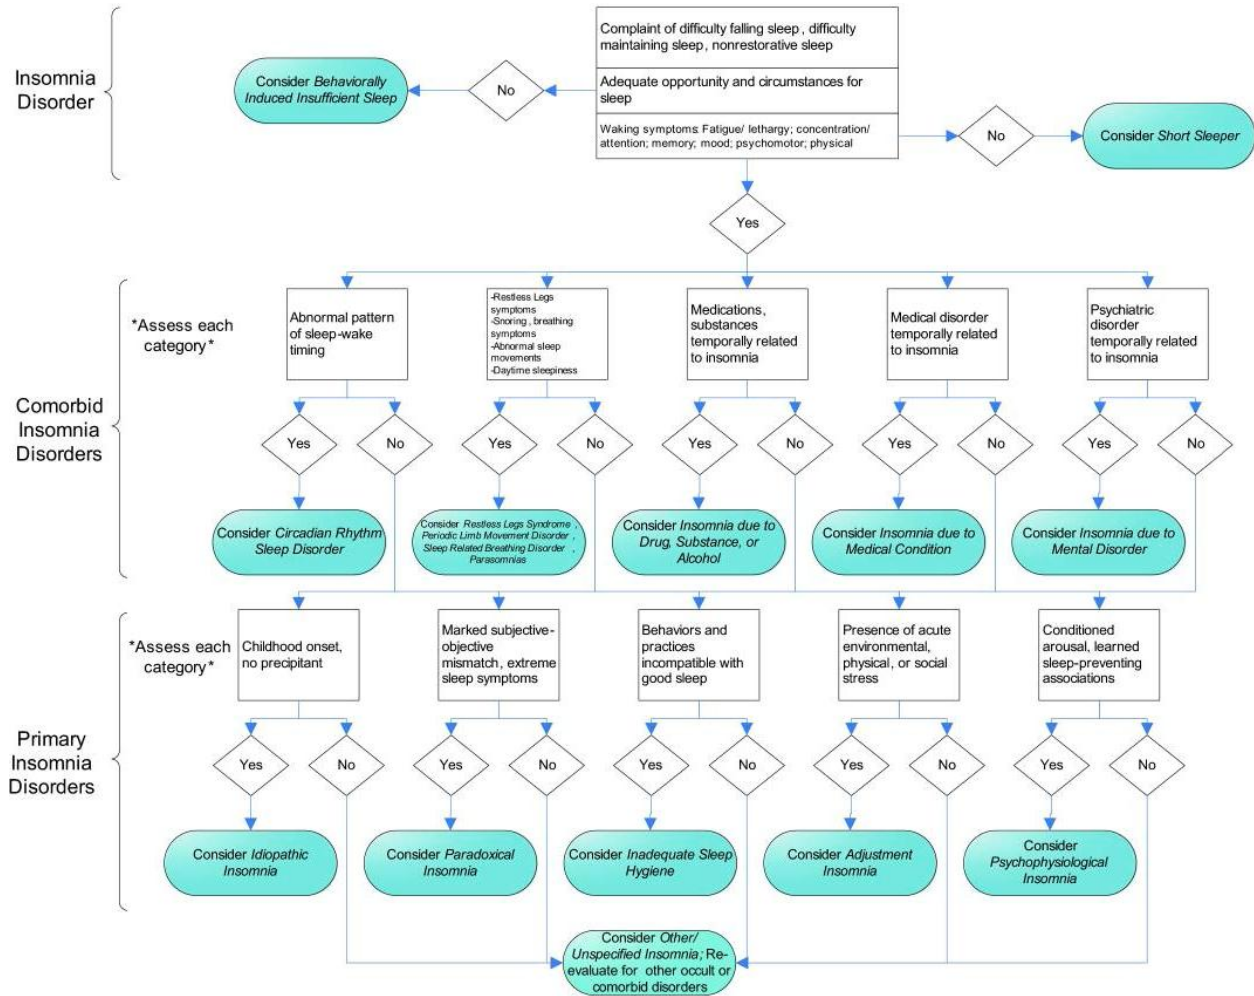 Insomnia
Disorder
Complaint of difficulty falling sleep , difficulty
maintaining sleep , nonrestorative sleep
Adequate opportunity and circumstances for
sleep
Waking symptoms: Fatigue/ lethargy; concentration/
attention; memory; mood; psychomotor; physical
No
Consider Behaviorally
Induced Insufficient Sleep
No
Consider Short Sleeper
Yes
*Assess each
category*
Comorbid
Insomnia
Disorders
Abnormal pattern
of sleep-wake
timing
-Restless Legs
symptoms
-Snoring , breathing
symptoms
-Abnormal sleep
movements
-Daytime sleepiness
Medications,
substances
temporally related
to insomnia
Medical disorder
temporally related
to insomnia
Psychiatric
disorder
temporally related
to insomnia
Yes
No
Yes
No
Yes
No
Yes
No
Yes
No
Consider Circadian Rhythm
Sleep Disorder
Consider Restless Legs Syndrome ,
Periodic Limb Movement Disorder ,
Sleep Related Breathing Disorder ,
Parasomnias
Consider Insomnia due to
Drug, Substance, or
Alcohol
Consider Insomnia due to
Medical Condition
Consider Insomnia due to
Mental Disorder
*Assess each
category*
Primary
Insomnia
Disorders
Childhood onset,
no precipitant
Marked subjective-
objective
mismatch, extreme
sleep symptoms
Behaviors and
practices
incompatible with
good sleep
Presence of acute
environmental,
physical, or social
stress
Conditioned
arousal, learned
sleep-preventing
associations
Yes
No
Yes
No
Yes
No
Yes
No
Yes
No
Consider Idiopathic
Insomnia
Consider Paradoxical
Insomnia
Consider Inadequate Sleep
Hygiene
Consider Adjustment
Insomnia
Consider
Psychophysiological
Insomnia
Consider Other/
Unspecified Insomnia; Re-
evaluate for other occult or
comorbid disorders